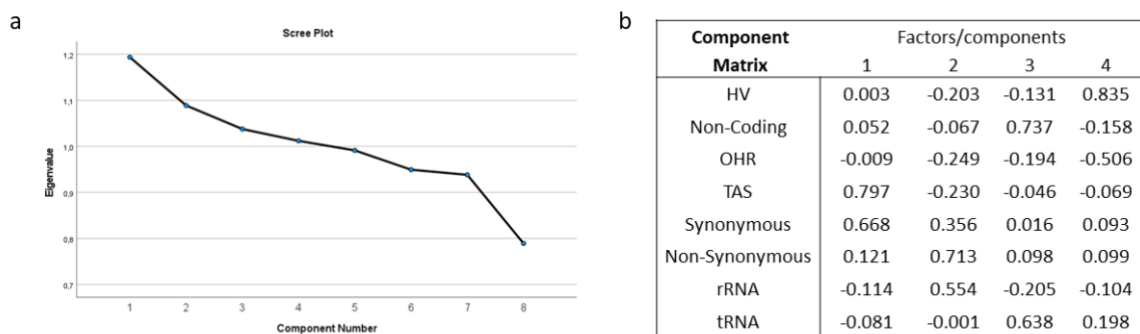 a
Scree Plot
1,2
1,1
1,0
0,9
0,8
0,7
Eigenvalue
1 2 3 4 5 6 7 8
Component Number
b
Component Matrix Factors/components
1 2 3 4
HV 0.003 -0.203 -0.131 0.835
Non-Coding 0.052 -0.067 0.737 -0.158
OHR -0.009 -0.249 -0.194 -0.506
TAS 0.797 -0.230 -0.046 -0.069
Synonymous 0.668 0.356 0.016 0.093
Non-Synonymous 0.121 0.713 0.098 0.099
rRNA -0.114 0.554 -0.205 -0.104
tRNA -0.081 -0.001 0.638 0.198